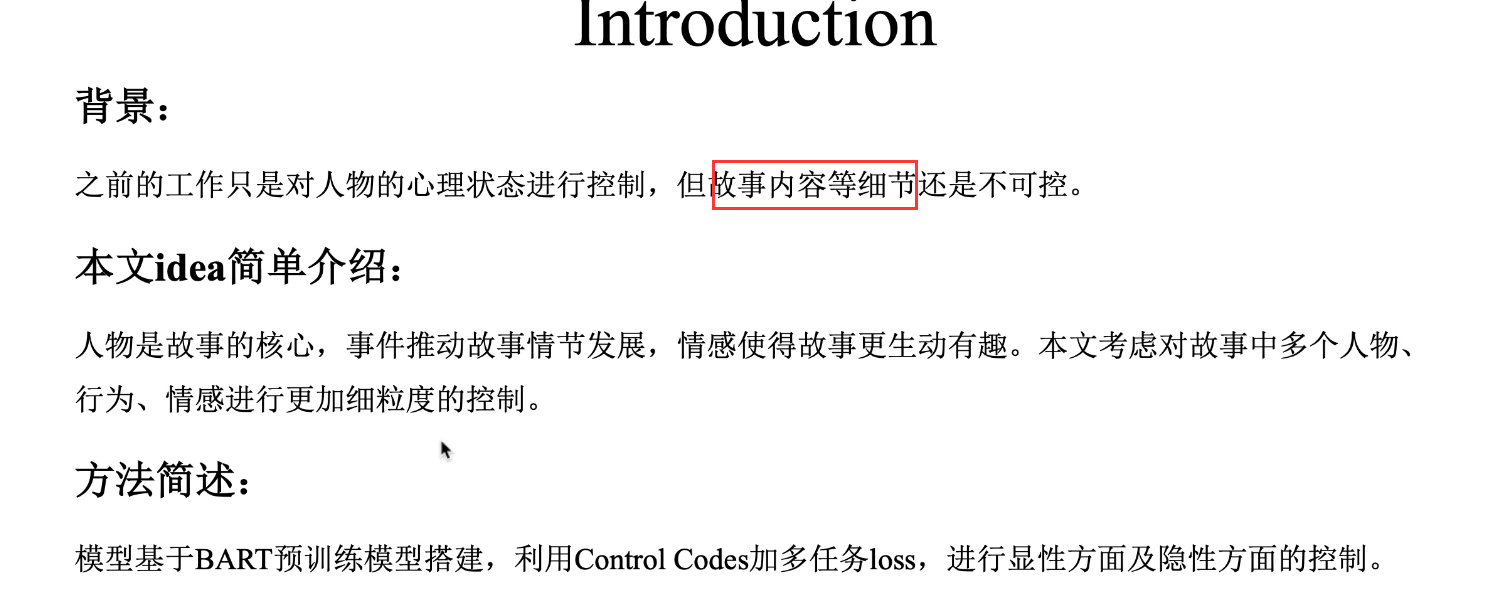 Introduction
背景：
之前的工作只是对人物的心理状态进行控制，但故事内容等细节还是不可控。
本文idea简单介绍：
人物是故事的核心，事件推动故事情节发展，情感使得故事更生动有趣。本文考虑对故事中多个人物、
行为、情感进行更加细粒度的控制。
方法简述：
模型基于BART预训练模型搭建，利用Control Codes加多任务loss，进行显性方面及隐性方面的控制。